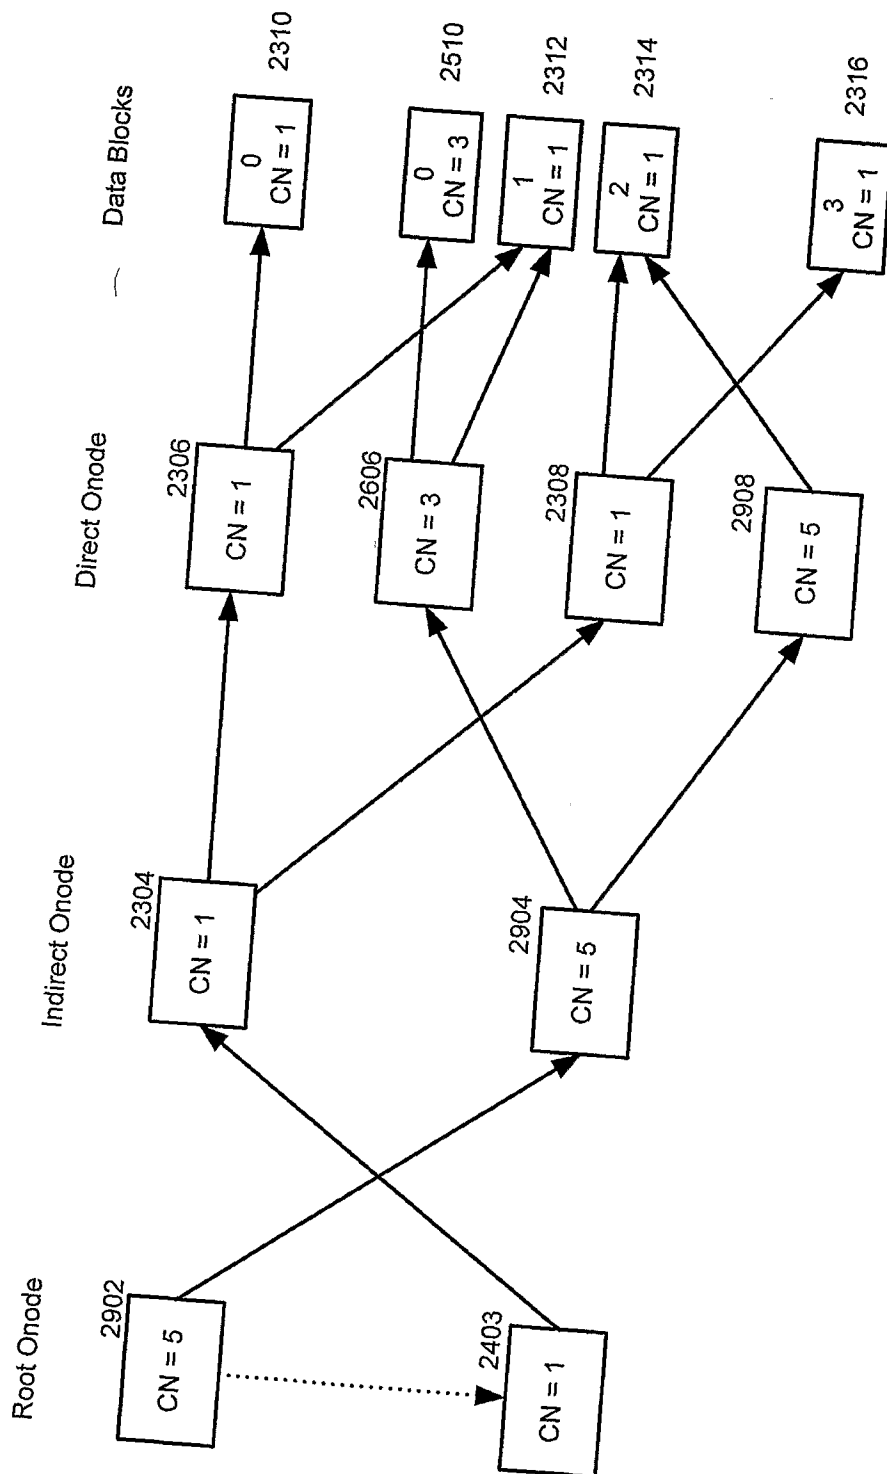 Root Onode
Indirect Onode
Direct Onode
Data Blocks
2902
CN = 5
2403
CN = 1
2304
CN = 1
2904
CN = 5
2306
CN = 1
2606
CN = 3
2308
CN = 1
2908
CN = 5
0
CN = 1
2310
0
CN = 3
2510
1
CN = 1
2312
2
CN = 1
2314
3
CN = 1
2316